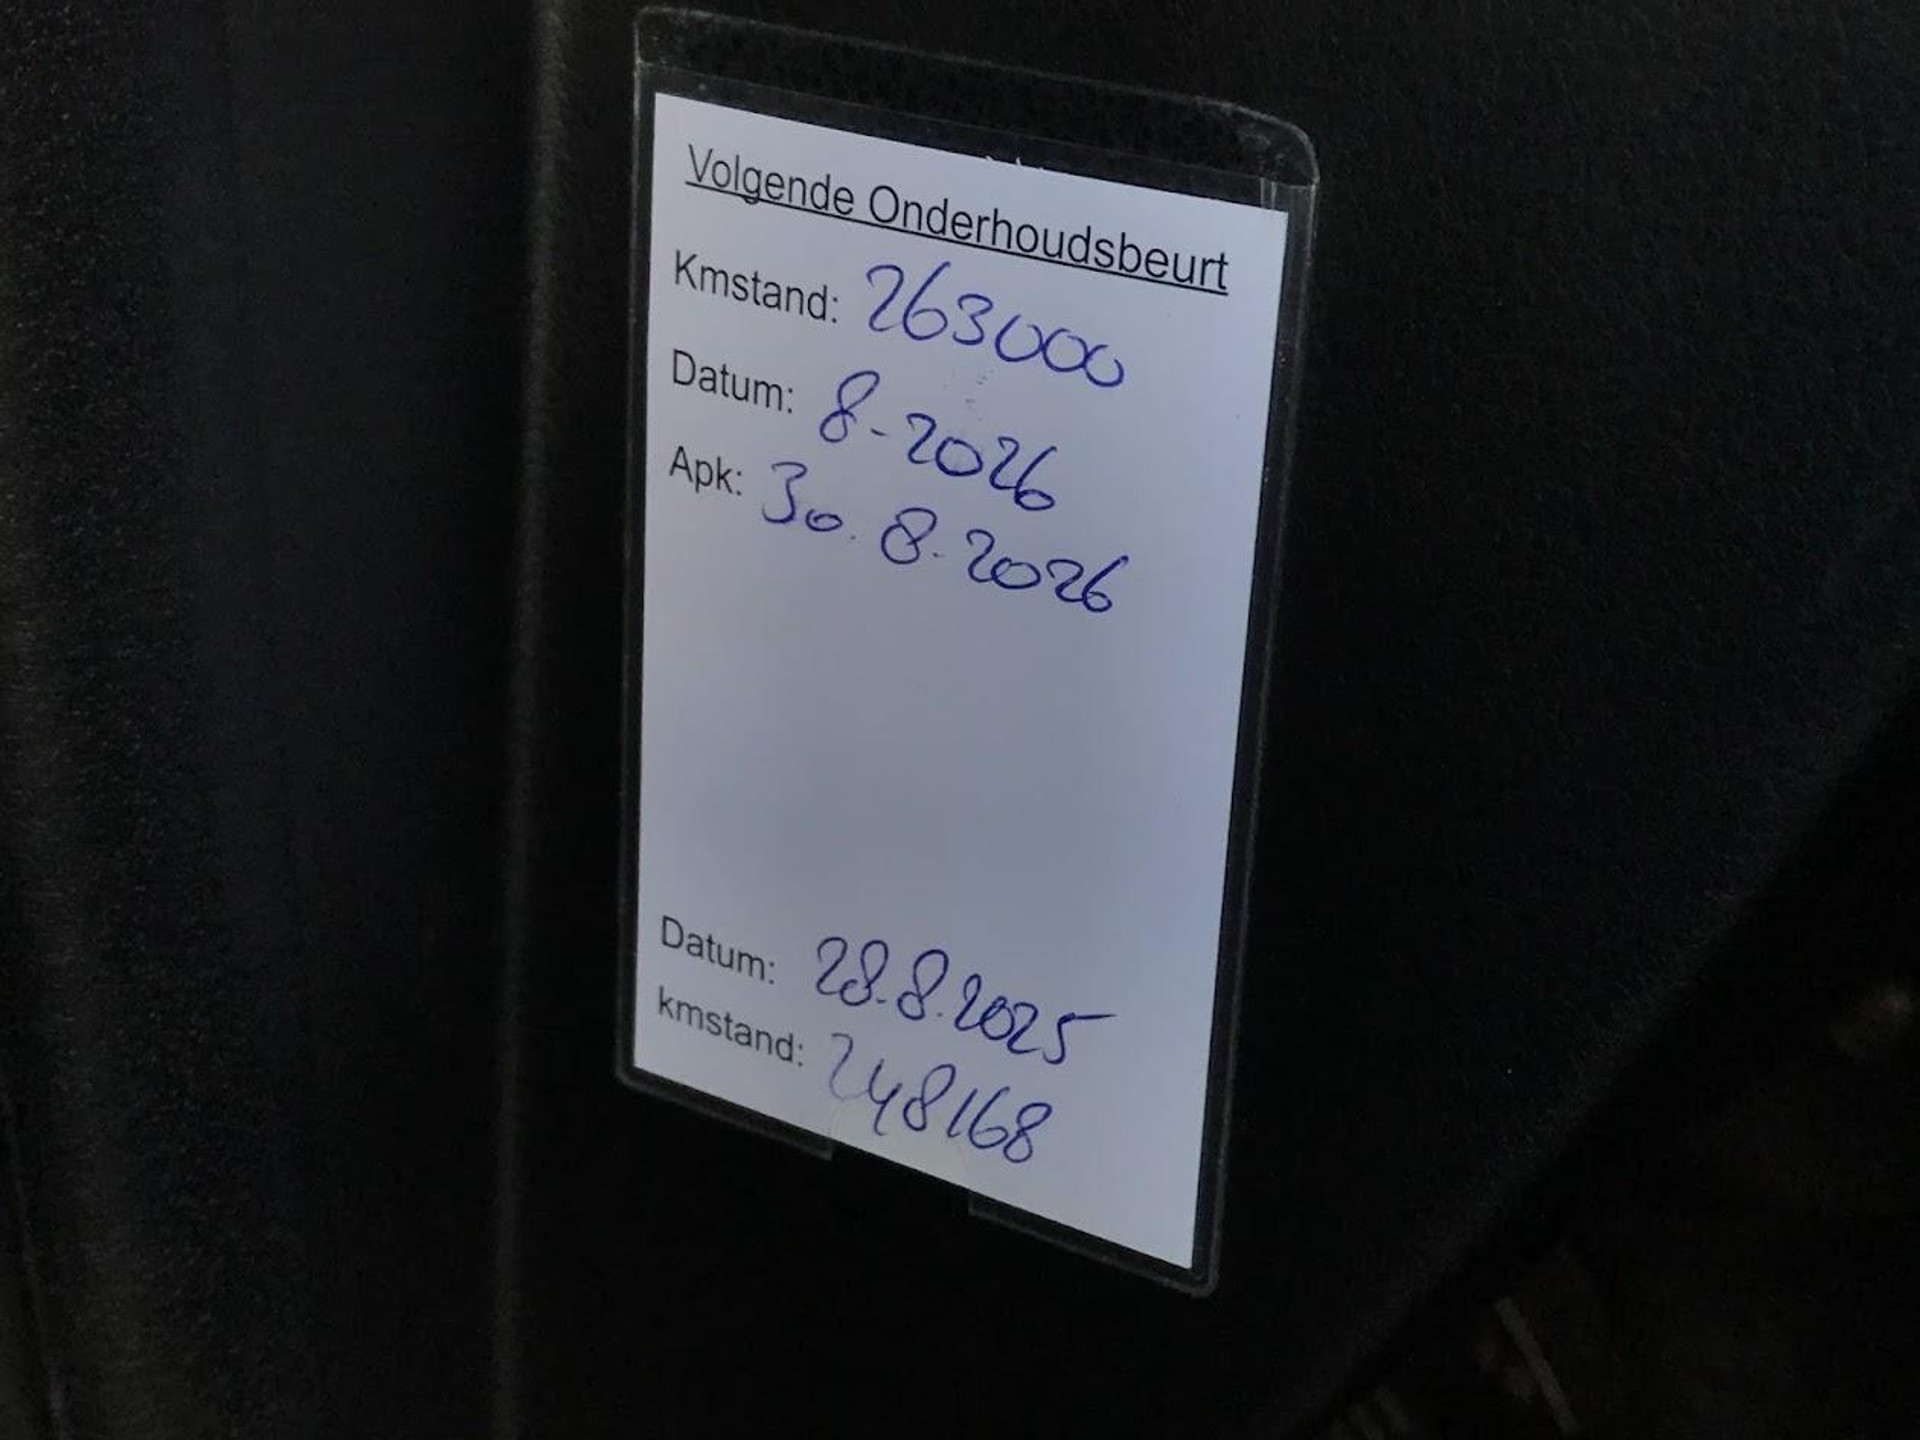 Volgende Onderhoudsbeurt
Kmstand: 263000
Datum: 8-2026
Apk: 30.8.2026
Datum: 28.8.2025
kmstand: 248168